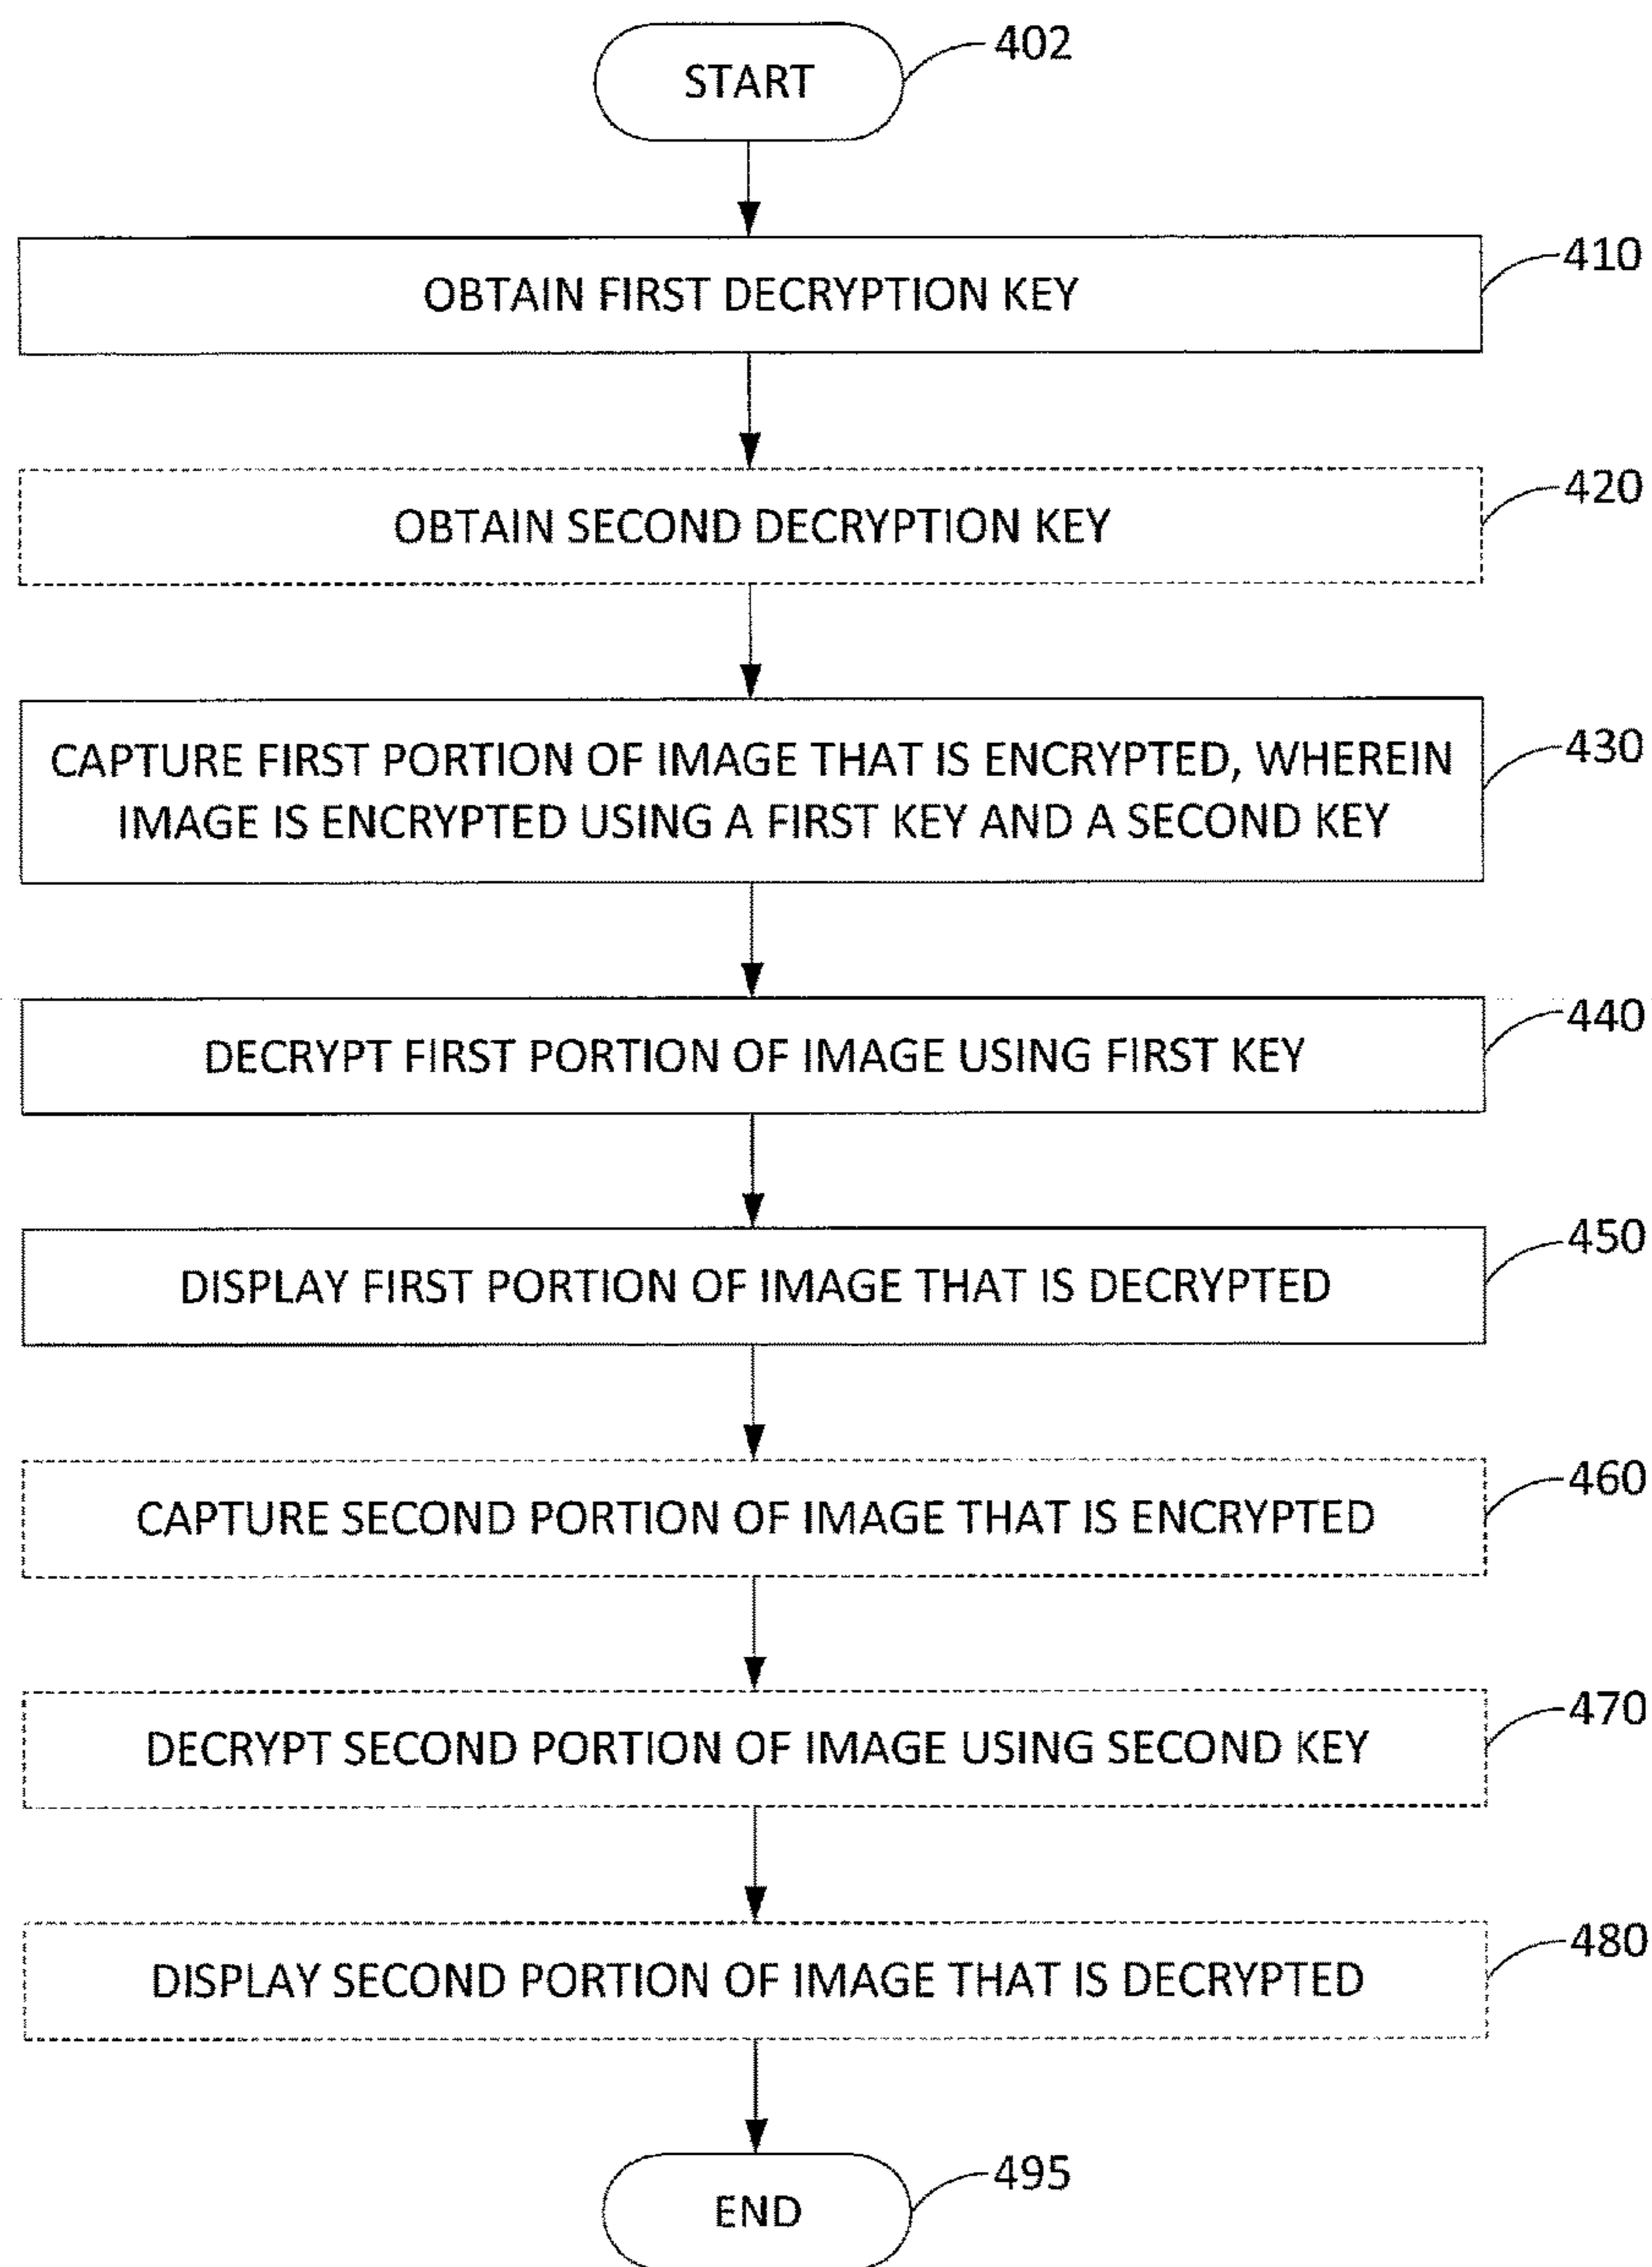 START
402
OBTAIN FIRST DECRYPTION KEY
410
OBTAIN SECOND DECRYPTION KEY
420
CAPTURE FIRST PORTION OF IMAGE THAT IS ENCRYPTED, WHEREIN
IMAGE IS ENCRYPTED USING A FIRST KEY AND A SECOND KEY
430
DECRYPT FIRST PORTION OF IMAGE USING FIRST KEY
440
DISPLAY FIRST PORTION OF IMAGE THAT IS DECRYPTED
450
CAPTURE SECOND PORTION OF IMAGE THAT IS ENCRYPTED
460
DECRYPT SECOND PORTION OF IMAGE USING SECOND KEY
470
DISPLAY SECOND PORTION OF IMAGE THAT IS DECRYPTED
480
END
495